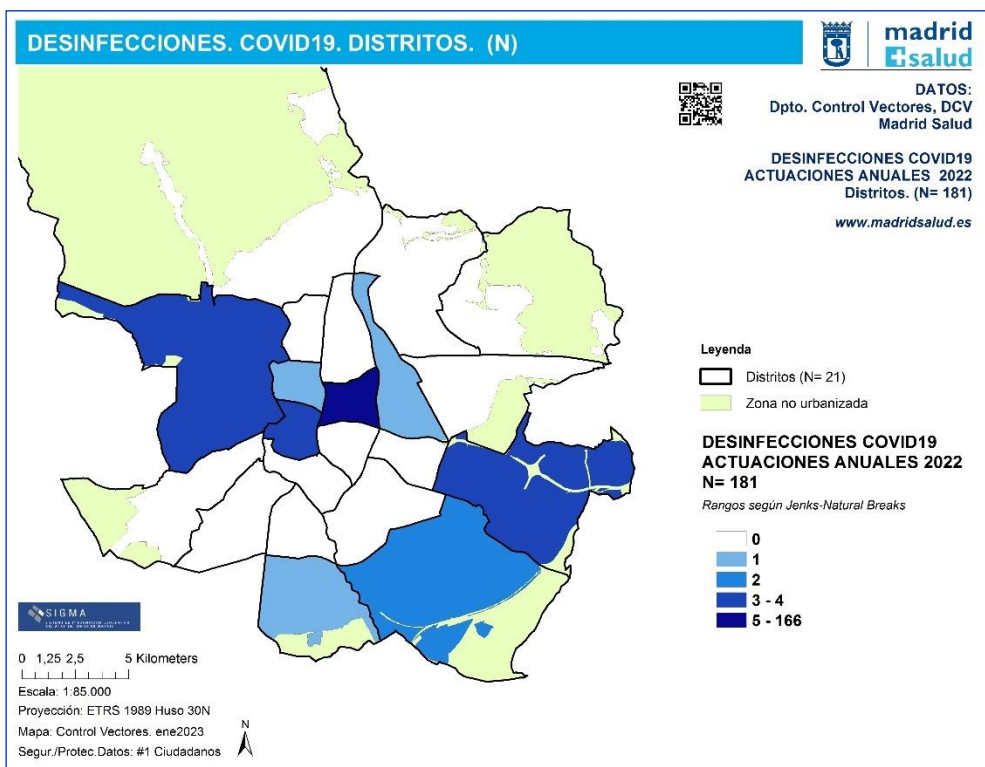 DESINFECCIONES. COVID19. DISTRITOS. (N)
madrid
salud
DATOS:
Dpto. Control Vectores, DCV
Madrid Salud
DESINFECCIONES COVID19
ACTUACIONES ANUALES 2022
Distritos. (N= 181)
www.madridsalud.es
Leyenda
Distritos (N= 21)
Zona no urbanizada
DESINFECCIONES COVID19
ACTUACIONES ANUALES 2022
N= 181
Rangos según Jenks-Natural Breaks
0
1
2
3 - 4
5 - 166
SIGMA
0 1,25 2,5 5 Kilometers
Escala: 1:85.000
Proyección: ETRS 1989 Huso 30N
Mapa: Control Vectores. ene2023
Segur./Protec.Datos: #1 Ciudadanos
N